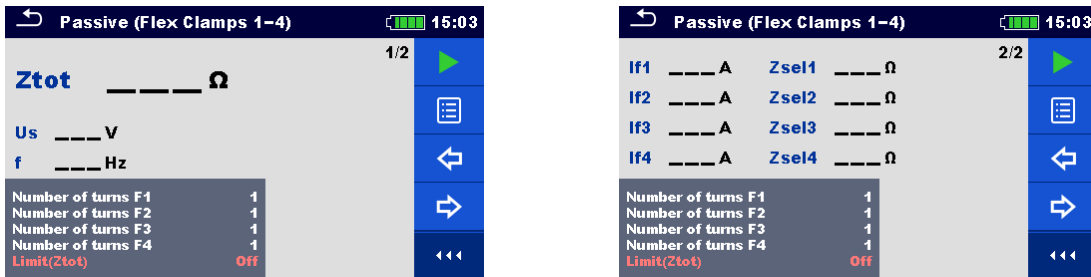 Passive (Flex Clamps 1-4) 15:03
1/2
Ztot ___ Ω
Us ___ V
f ___ Hz
Number of turns F1 1
Number of turns F2 1
Number of turns F3 1
Number of turns F4 1
Limit(Ztot) Off
Passive (Flex Clamps 1-4) 15:03
2/2
If1 ___ A Zsel1 ___ Ω
If2 ___ A Zsel2 ___ Ω
If3 ___ A Zsel3 ___ Ω
If4 ___ A Zsel4 ___ Ω
Number of turns F1 1
Number of turns F2 1
Number of turns F3 1
Number of turns F4 1
Limit(Ztot) Off